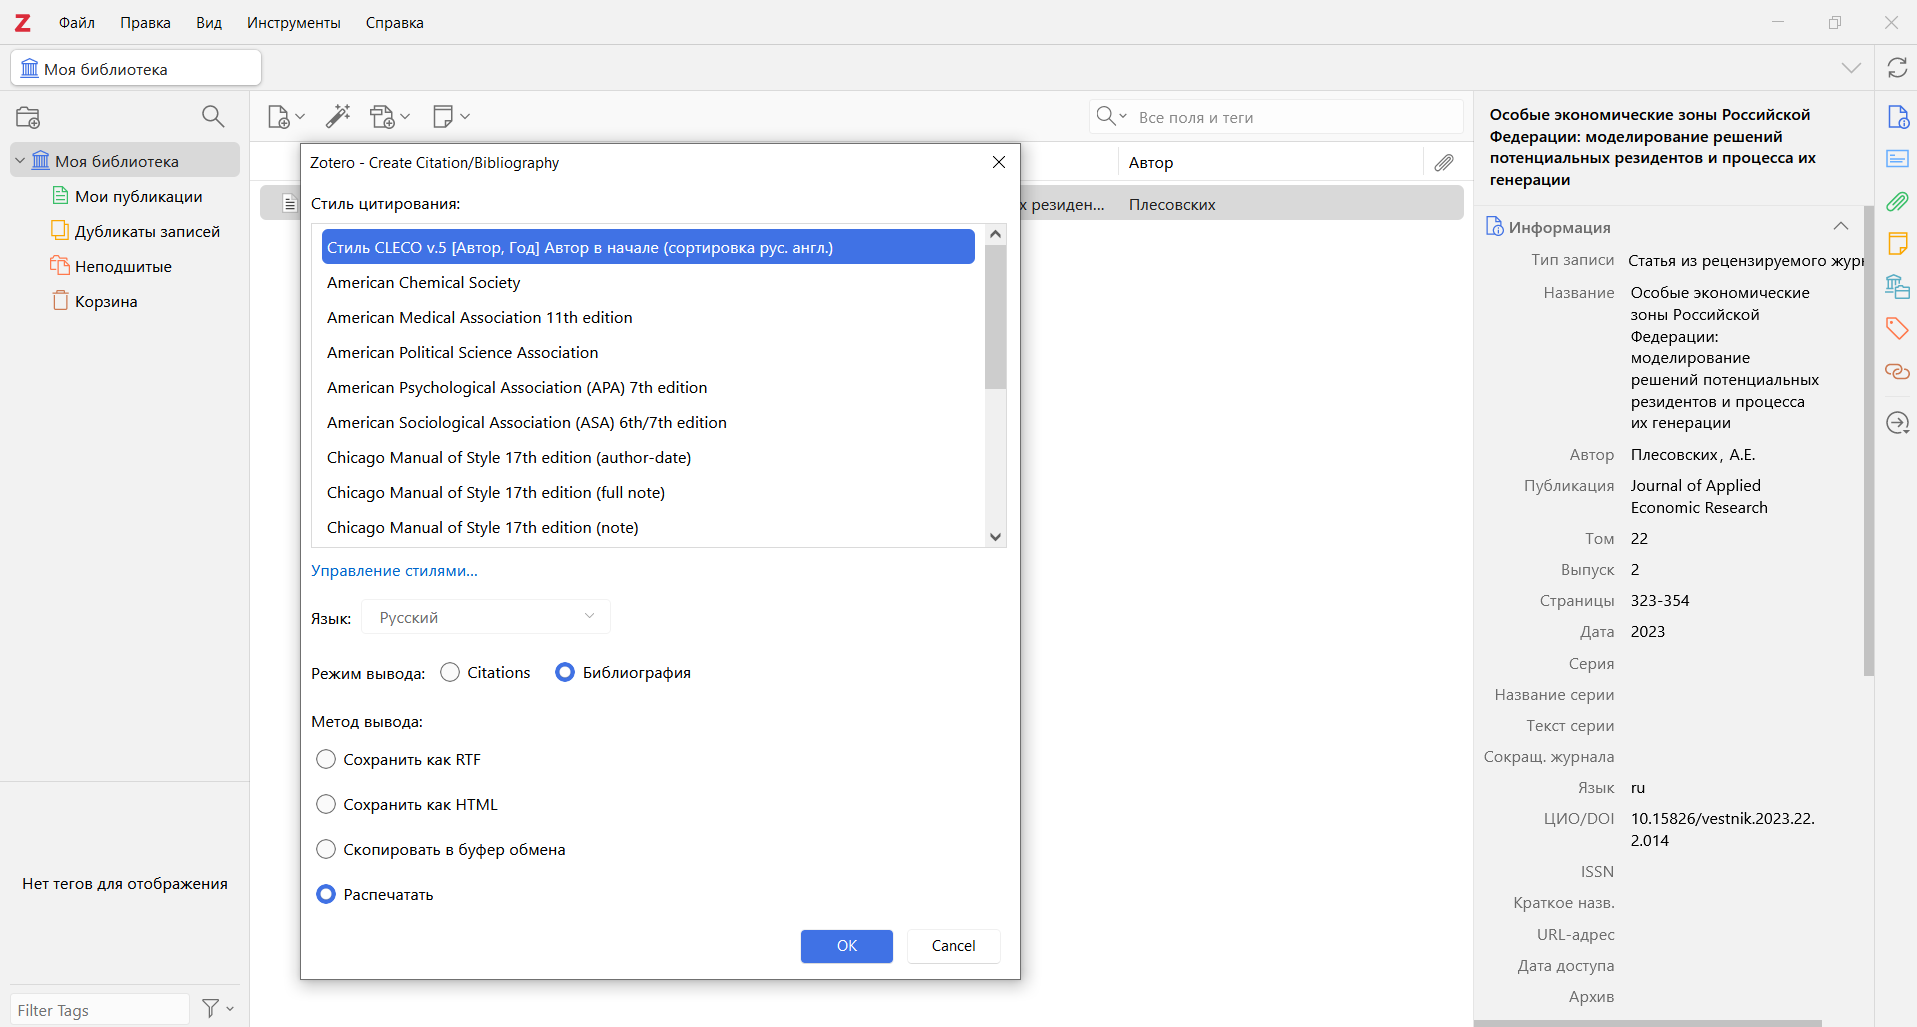 Z Файл Правка Вид Инструменты Справка
Моя библиотека
Все поля и теги
Моя библиотека
Мои публикации
Дубликаты записей
Неподшитые
Корзина
Нет тегов для отображения
Filter Tags
Автор
х резиден... Плесовских
Zotero - Create Citation/Bibliography
Стиль цитирования:
Стиль CLECO v.5 [Автор, Год] Автор в начале (сортировка рус. англ.)
American Chemical Society
American Medical Association 11th edition
American Political Science Association
American Psychological Association (APA) 7th edition
American Sociological Association (ASA) 6th/7th edition
Chicago Manual of Style 17th edition (author-date)
Chicago Manual of Style 17th edition (full note)
Chicago Manual of Style 17th edition (note)
Управление стилями...
Язык: Русский
Режим вывода: Citations Библиография
Метод вывода:
Сохранить как RTF
Сохранить как HTML
Скопировать в буфер обмена
Распечатать
OK Cancel
Особые экономические зоны Российской
Федерации: моделирование решений
потенциальных резидентов и процесса их
генерации
Информация
Тип записи Статья из рецензируемого жур
Название Особые экономические
зоны Российской
Федерации:
моделирование
решений потенциальных
резидентов и процесса
их генерации
Автор Плесовских, А.Е.
Публикация Journal of Applied
Economic Research
Том 22
Выпуск 2
Страницы 323-354
Дата 2023
Серия
Название серии
Текст серии
Сокращ. журнала
Язык ru
ЦИО/DOI 10.15826/vestnik.2023.22.
2.014
ISSN
Краткое назв.
URL-адрес
Дата доступа
Архив